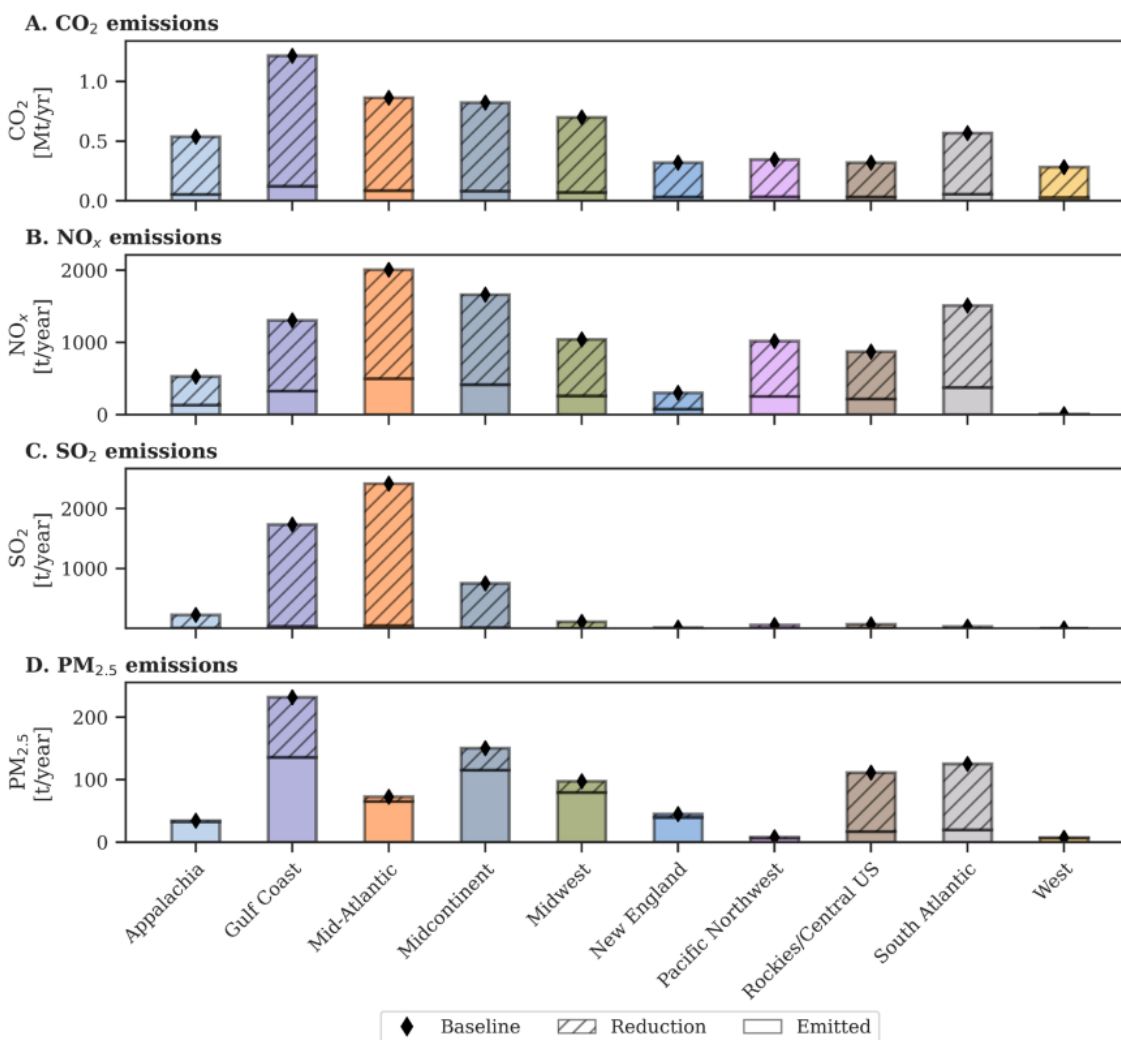 A. CO₂ emissions
CO₂
[Mt/yr]
1.0
0.5
0.0
B. NOₓ emissions
NOₓ
[t/year]
2000
1000
0
C. SO₂ emissions
SO₂
[t/year]
2000
1000
D. PM₂.₅ emissions
PM₂.₅
[t/year]
200
100
0
Appalachia
Gulf Coast
Mid-Atlantic
Midcontinent
Midwest
New England
Pacific Northwest
Rockies/Central US
South Atlantic
West
Baseline Reduction Emitted